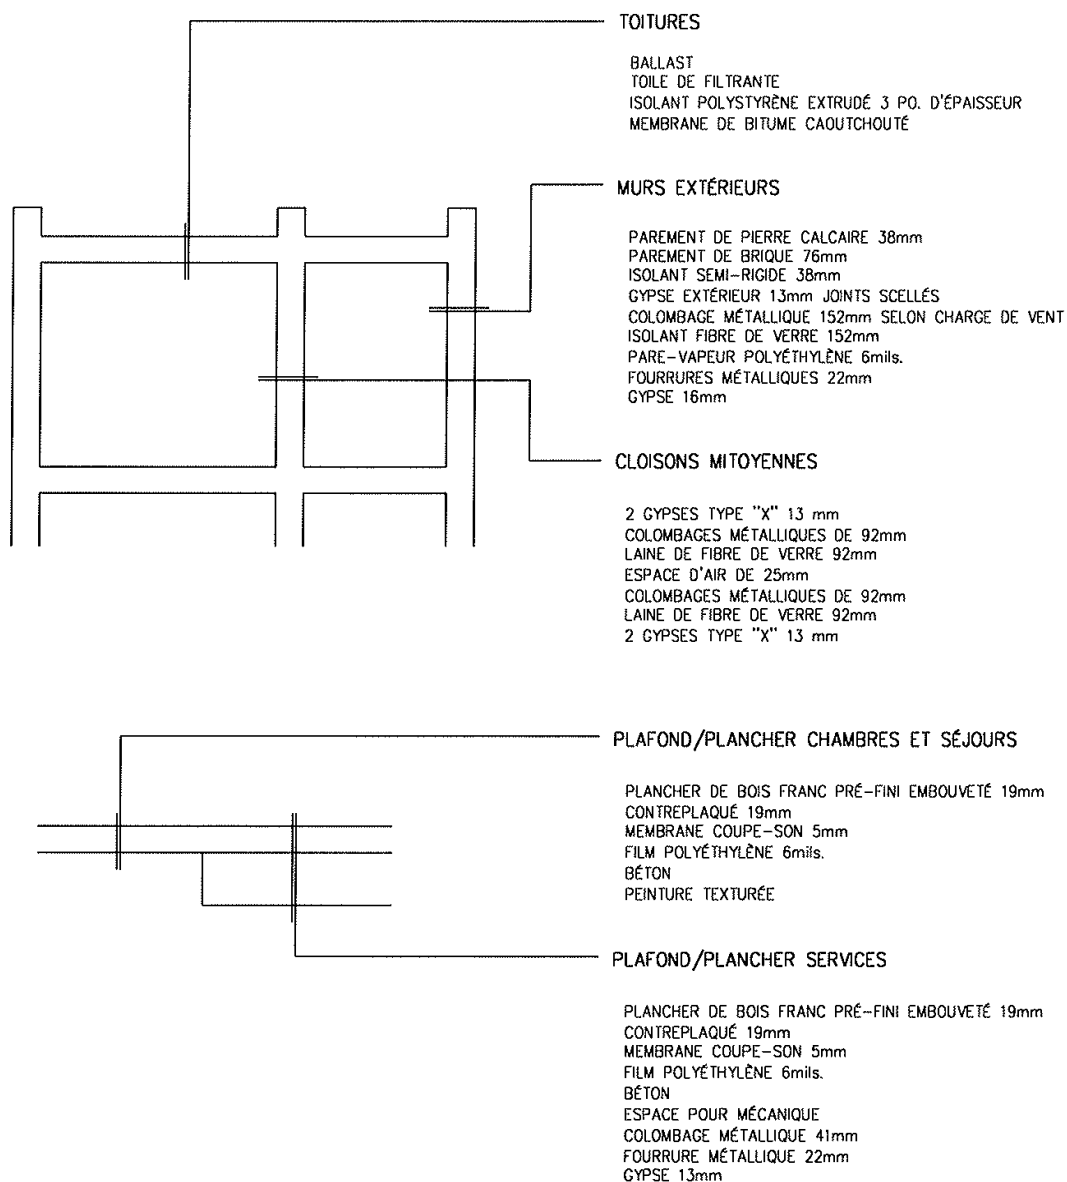 TOITURES
BALLAST
TOILE DE FILTRANTE
ISOLANT POLYSTYRÈNE EXTRUDÉ 3 PO. D'ÉPAISSEUR
MEMBRANE DE BITUME CAOUTCHOUTÉ
MURS EXTÉRIEURS
PAREMENT DE PIERRE CALCAIRE 38mm
PAREMENT DE BRIQUE 76mm
ISOLANT SEMI-RIGIDE 38mm
GYPSE EXTÉRIEUR 13mm JOINTS SCELLÉS
COLOMBAGE MÉTALLIQUE 152mm SELON CHARGE DE VENT
ISOLANT FIBRE DE VERRE 152mm
PARE-VAPEUR POLYÉTHYLÈNE 6mils.
FOURRURES MÉTALLIQUES 22mm
GYPSE 16mm
CLOISONS MITOYENNES
2 GYPSES TYPE "X" 13 mm
COLOMBAGES MÉTALLIQUES DE 92mm
LAINE DE FIBRE DE VERRE 92mm
ESPACE D'AIR DE 25mm
COLOMBAGES MÉTALLIQUES DE 92mm
LAINE DE FIBRE DE VERRE 92mm
2 GYPSES TYPE "X" 13 mm
PLAFOND/PLANCHER CHAMBRES ET SÉJOURS
PLANCHER DE BOIS FRANC PRÉ-FINI EMBOUVETÉ 19mm
CONTREPLAQUÉ 19mm
MEMBRANE COUPE-SON 5mm
FILM POLYÉTHYLÈNE 6mils.
BÉTON
PEINTURE TEXTURÉE
PLAFOND/PLANCHER SERVICES
PLANCHER DE BOIS FRANC PRÉ-FINI EMBOUVETÉ 19mm
CONTREPLAQUÉ 19mm
MEMBRANE COUPE-SON 5mm
FILM POLYÉTHYLÈNE 6mils.
BÉTON
ESPACE POUR MÉCANIQUE
COLOMBAGE MÉTALLIQUE 41mm
FOURRURE MÉTALLIQUE 22mm
GYPSE 13mm